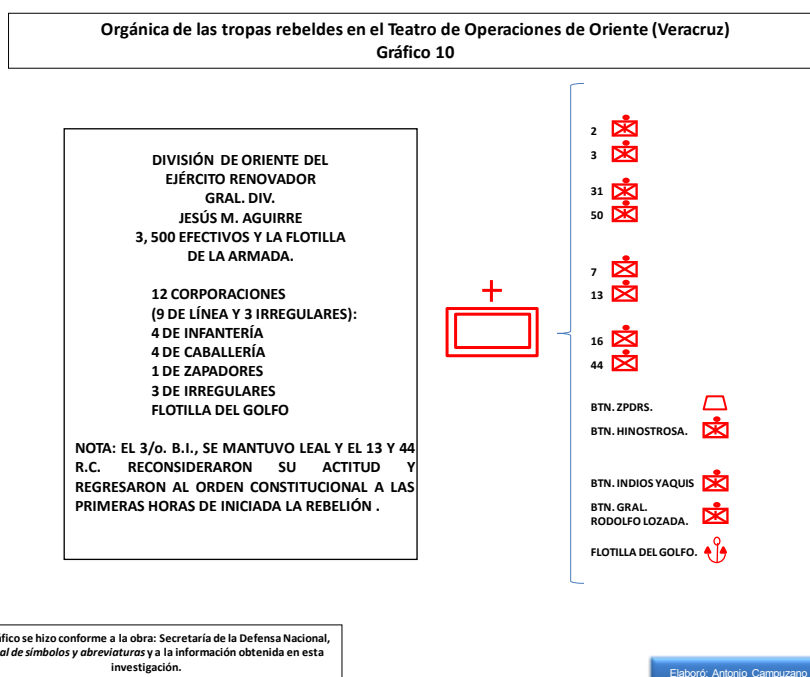 Orgánica de las tropas rebeldes en el Teatro de Operaciones de Oriente (Veracruz)
Gráfico 10
DIVISIÓN DE ORIENTE DEL
EJÉRCITO RENOVADOR
GRAL. DIV.
JESÚS M. AGUIRRE
3, 500 EFECTIVOS Y LA FLOTILLA
DE LA ARMADA.
12 CORPORACIONES
(9 DE LÍNEA Y 3 IRREGULARES):
4 DE INFANTERÍA
4 DE CABALLERÍA
1 DE ZAPADORES
3 DE IRREGULARES
FLOTILLA DEL GOLFO
NOTA: EL 3/o. B.I., SE MANTUVO LEAL Y EL 13 Y 44
R.C. RECONSIDERARON SU ACTITUD Y
REGRESARON AL ORDEN CONSTITUCIONAL A LAS
PRIMERAS HORAS DE INICIADA LA REBELIÓN .
2
3
31
50
7
13
16
44
BTN. ZPDRS.
BTN. HINOSTROSA.
BTN. INDIOS YAQUIS
BTN. GRAL.
RODOLFO LOZADA.
FLOTILLA DEL GOLFO.
áfico se hizo conforme a la obra: Secretaría de la Defensa Nacional,
al de símbolos y abreviaturas y a la información obtenida en esta
investigación.
Elaboró: Antonio Campuzano